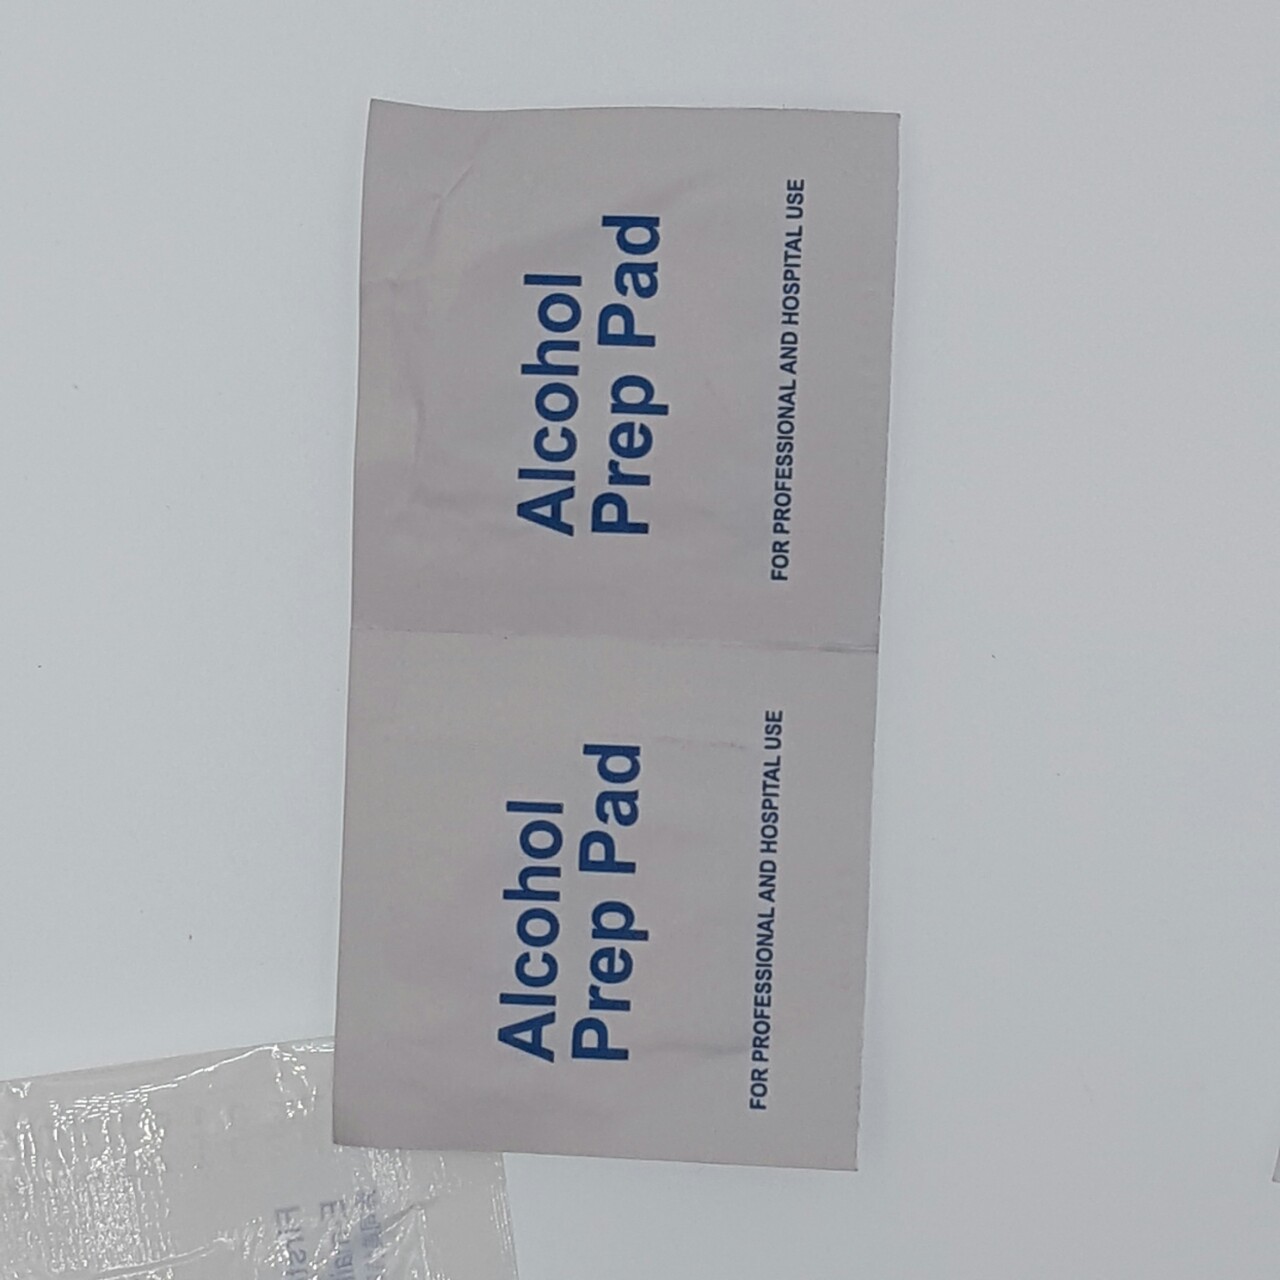 Alcohol
Prep Pad
FOR PROFESSIONAL AND HOSPITAL USE
Alcohol
Prep Pad
FOR PROFESSIONAL AND HOSPITAL USE